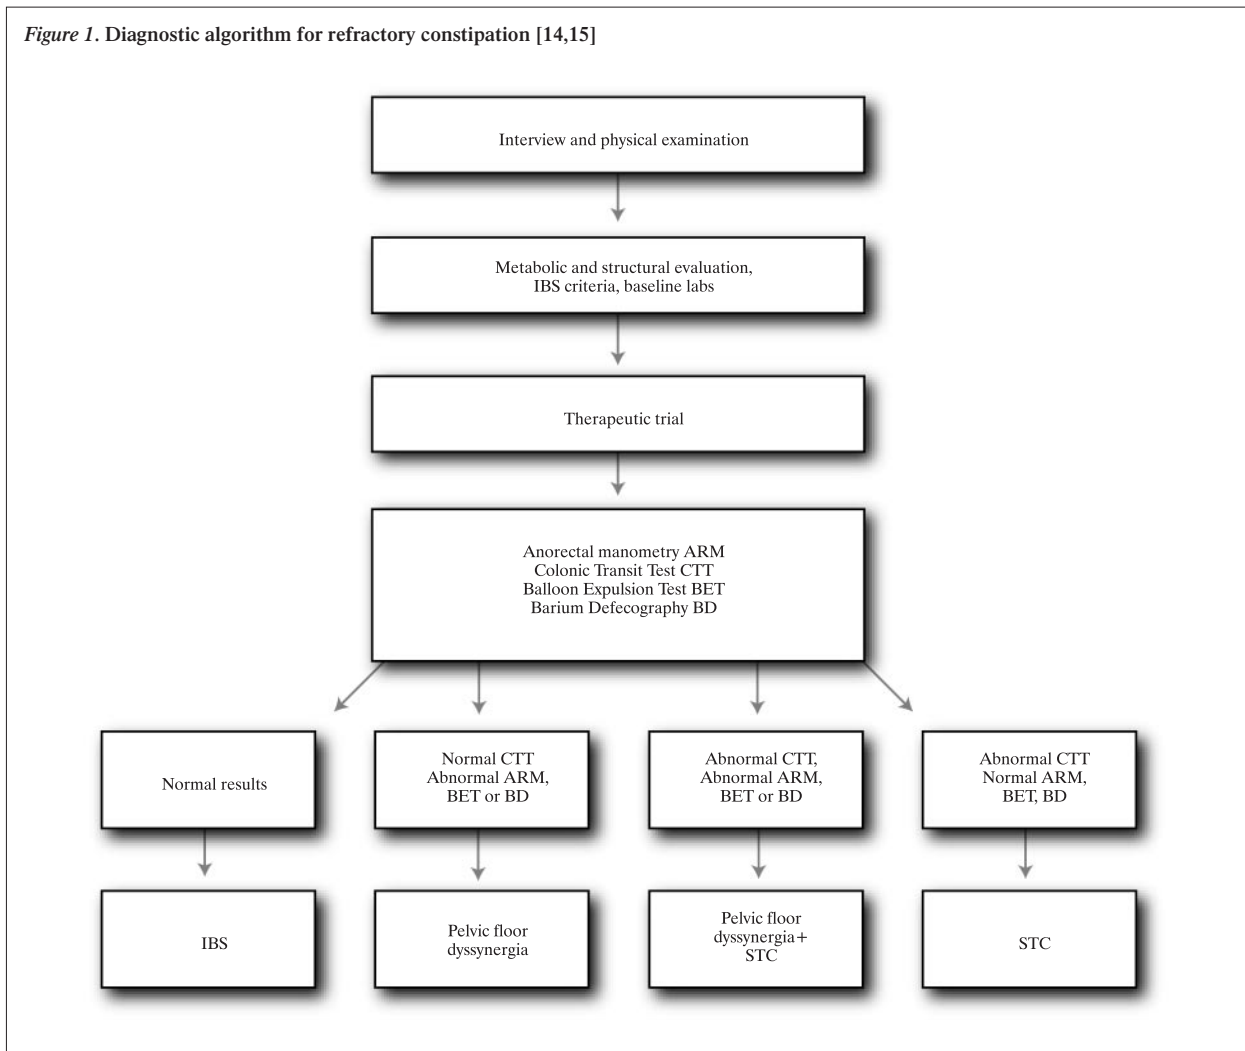 Figure 1. Diagnostic algorithm for refractory constipation [14,15]
Interview and physical examination
Metabolic and structural evaluation,
IBS criteria, baseline labs
Therapeutic trial
Anorectal manometry ARM
Colonic Transit Test CTT
Balloon Expulsion Test BET
Barium Defecography BD
Normal results
Normal CTT
Abnormal ARM,
BET or BD
Abnormal CTT,
Abnormal ARM,
BET or BD
Abnormal CTT
Normal ARM,
BET, BD
IBS
Pelvic floor
dyssynergia
Pelvic floor
dyssynergia+
STC
STC